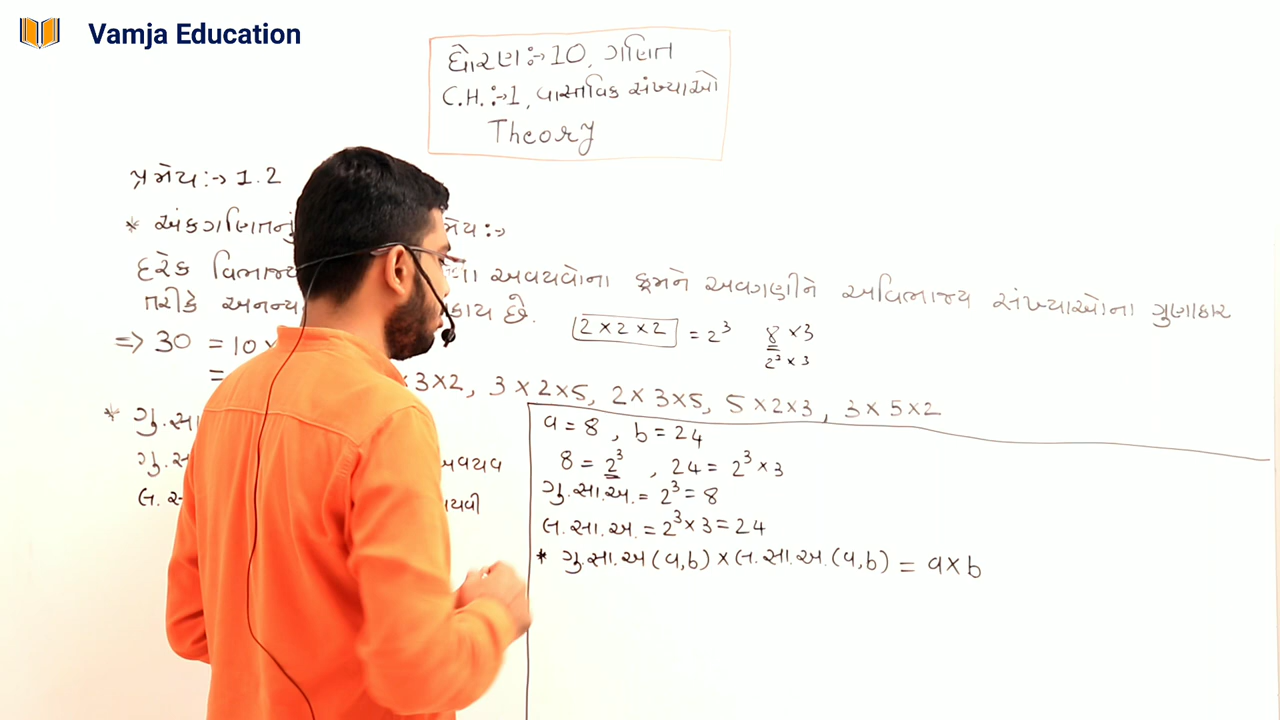 Vamja Education
ધોરણ:→10, ગણિત
C.H.:→1, વાસ્તવિક સંખ્યાઓ
Theory
પ્રમેય:→ 1.2
* અંકગણિતનું મેય:→
દરેક વિભાજ્ય અવયવોના ક્રમને અવગણીને અવિભાજ્ય સંખ્યાઓના ગુણાકાર
તરીકે અનન્ય કાય છે.
2×2×2 = 2³ 8×3
2³×3
⇒ 30 = 10×
= ×3×2, 3×2×5, 2×3×5, 5×2×3, 3×5×2
* ગુ.સા
ગુ.સ અવયવ
લ.સ યવી
a = 8, b = 24
8 = 2³, 24 = 2³×3
ગુ.સા.અ. = 2³ = 8
લ.સા.અ. = 2³×3 = 24
* ગુ.સા.અ (a,b) × લ.સા.અ. (a,b) = a×b